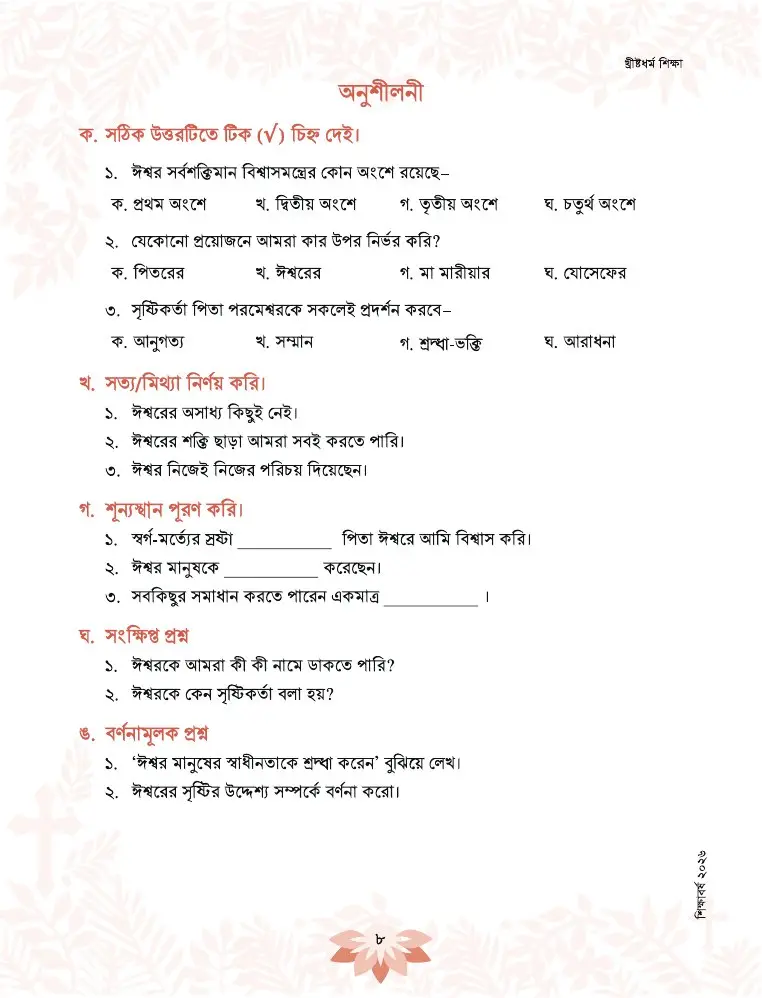 খ্রীষ্টধর্ম শিক্ষা
অনুশীলনী
ক. সঠিক উত্তরটিতে টিক (√) চিহ্ন দেই।
১. ঈশ্বর সর্বশক্তিমান বিশ্বাসমন্ত্রের কোন অংশে রয়েছে–
ক. প্রথম অংশে খ. দ্বিতীয় অংশে গ. তৃতীয় অংশে ঘ. চতুর্থ অংশে
২. যেকোনো প্রয়োজনে আমরা কার উপর নির্ভর করি?
ক. পিতরের খ. ঈশ্বরের গ. মা মারীয়ার ঘ. যোসেফের
৩. সৃষ্টিকর্তা পিতা পরমেশ্বরকে সকলেই প্রদর্শন করবে–
ক. আনুগত্য খ. সম্মান গ. শ্রদ্ধা-ভক্তি ঘ. আরাধনা
খ. সত্য/মিথ্যা নির্ণয় করি।
১. ঈশ্বরের অসাধ্য কিছুই নেই।
২. ঈশ্বরের শক্তি ছাড়া আমরা সবই করতে পারি।
৩. ঈশ্বর নিজেই নিজের পরিচয় দিয়েছেন।
গ. শূন্যস্থান পূরণ করি।
১. স্বর্গ-মর্ত্যের স্রষ্টা ___________ পিতা ঈশ্বরে আমি বিশ্বাস করি।
২. ঈশ্বর মানুষকে ___________ করেছেন।
৩. সবকিছুর সমাধান করতে পারেন একমাত্র ___________ ।
ঘ. সংক্ষিপ্ত প্রশ্ন
১. ঈশ্বরকে আমরা কী কী নামে ডাকতে পারি?
২. ঈশ্বরকে কেন সৃষ্টিকর্তা বলা হয়?
ঙ. বর্ণনামূলক প্রশ্ন
১. ‘ঈশ্বর মানুষের স্বাধীনতাকে শ্রদ্ধা করেন’ বুঝিয়ে লেখ।
২. ঈশ্বরের সৃষ্টির উদ্দেশ্য সম্পর্কে বর্ণনা করো।
শিক্ষাবর্ষ ২০২৬
৮